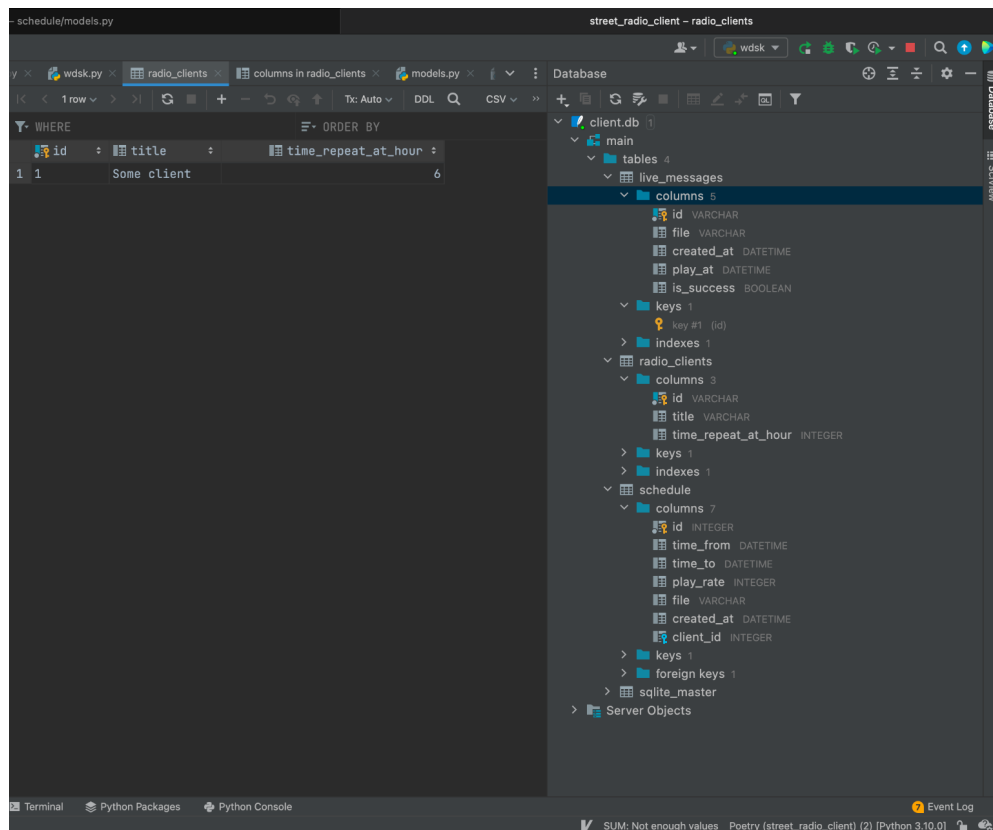 – schedule/models.py
street_radio_client – radio_clients
wdsk
y
wdsk.py
radio_clients
columns in radio_clients
models.py
Database
1 row
Tx: Auto
DDL
CSV
WHERE
ORDER BY
id
title
time_repeat_at_hour
1 1 Some client 6
client.db 1
main
tables 4
live_messages
columns 5
id VARCHAR
file VARCHAR
created_at DATETIME
play_at DATETIME
is_success BOOLEAN
keys 1
key #1 (id)
indexes 1
radio_clients
columns 3
id VARCHAR
title VARCHAR
time_repeat_at_hour INTEGER
keys 1
indexes 1
schedule
columns 7
id INTEGER
time_from DATETIME
time_to DATETIME
play_rate INTEGER
file VARCHAR
created_at DATETIME
client_id INTEGER
keys 1
foreign keys 1
sqlite_master
Server Objects
Database
SciView
Terminal
Python Packages
Python Console
7 Event Log
SUM: Not enough values
Poetry (street_radio_client) (2) [Python 3.10.0]